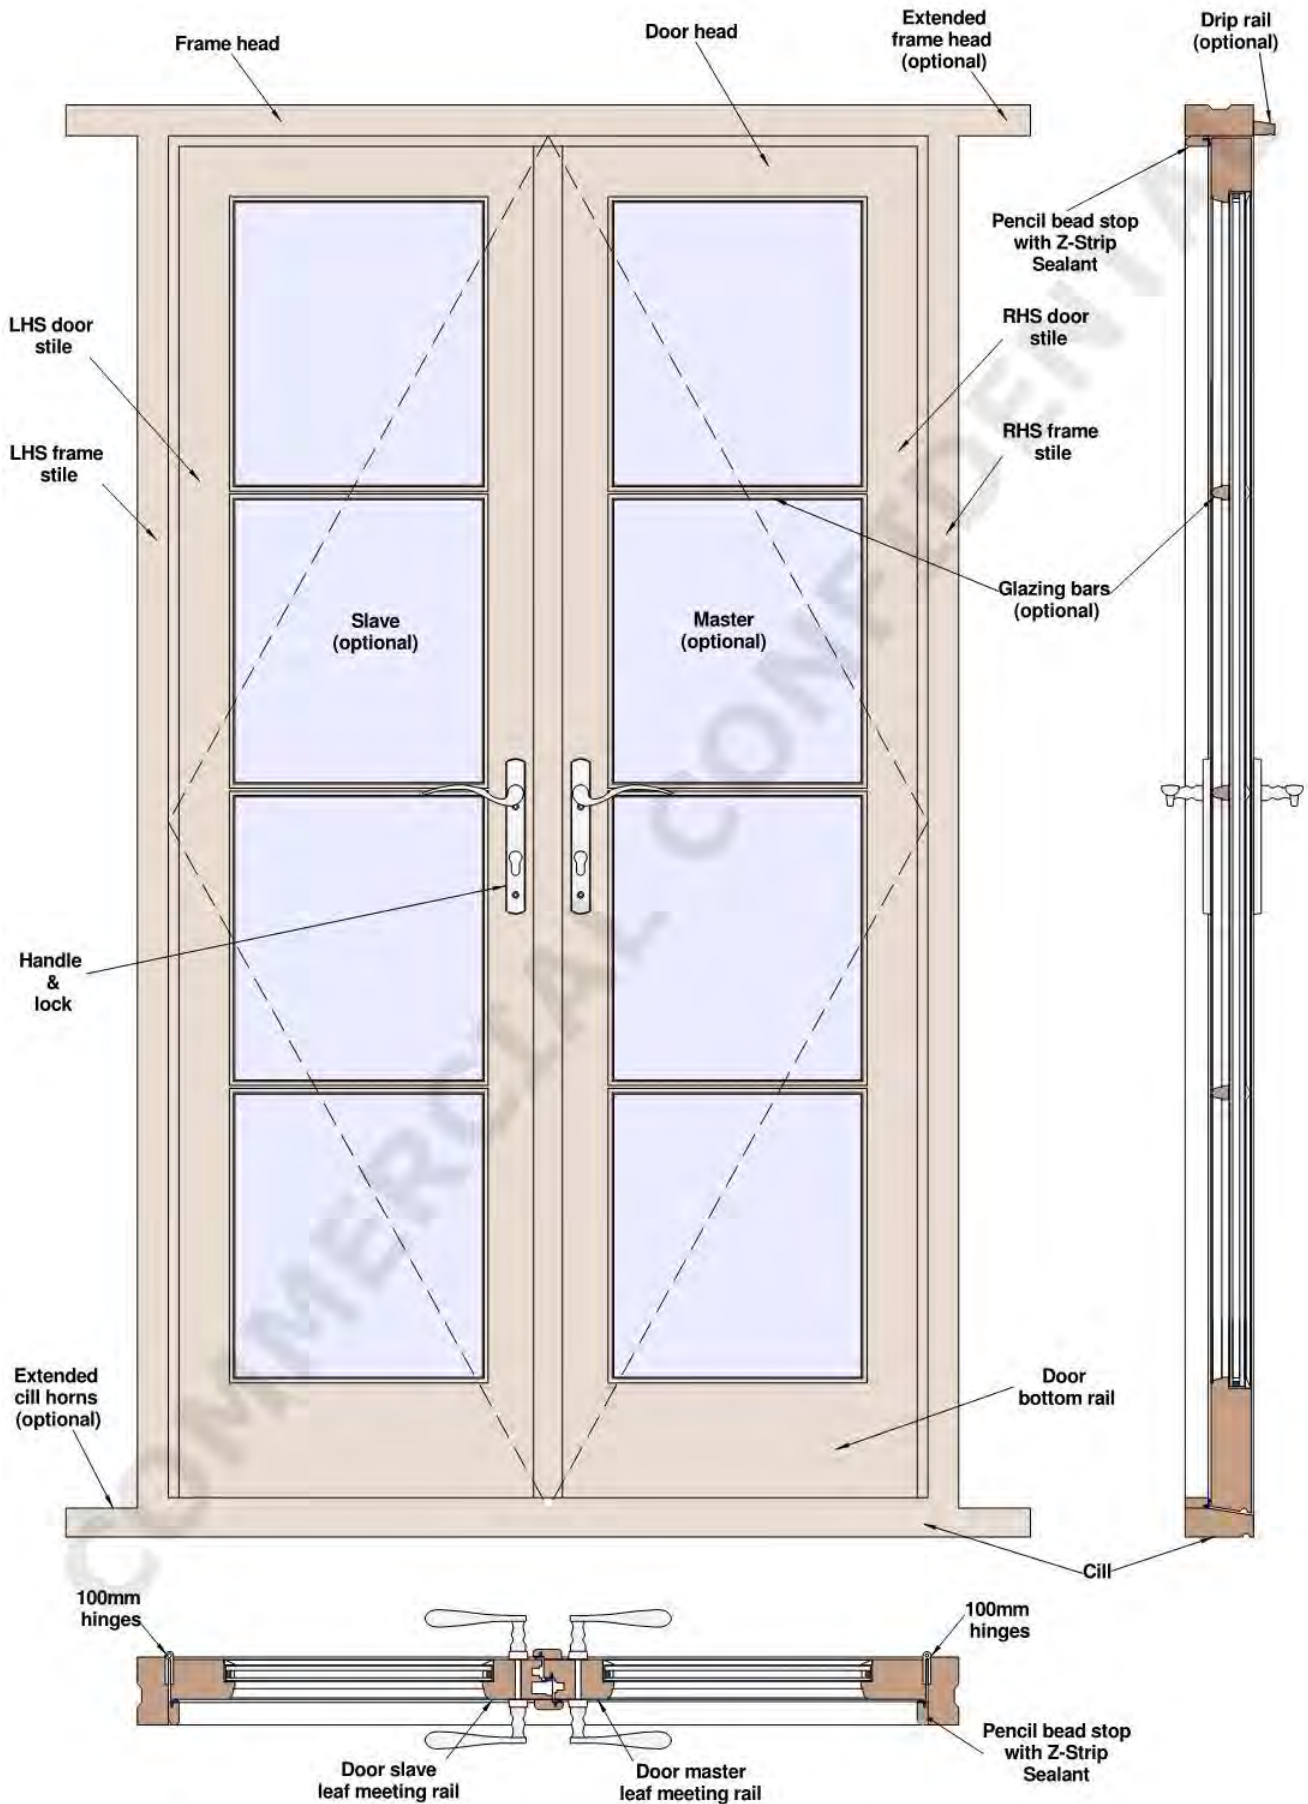 Frame head
Door head
Extended
frame head
(optional)
Drip rail
(optional)
Pencil bead stop
with Z-Strip
Sealant
LHS door
stile
RHS door
stile
LHS frame
stile
RHS frame
stile
Glazing bars
(optional)
Slave
(optional)
Master
(optional)
Handle
&
lock
Extended
cill horns
(optional)
Door
bottom rail
Cill
100mm
hinges
100mm
hinges
Door slave
leaf meeting rail
Door master
leaf meeting rail
Pencil bead stop
with Z-Strip
Sealant
COMMERCIAL CONFIDENTIA